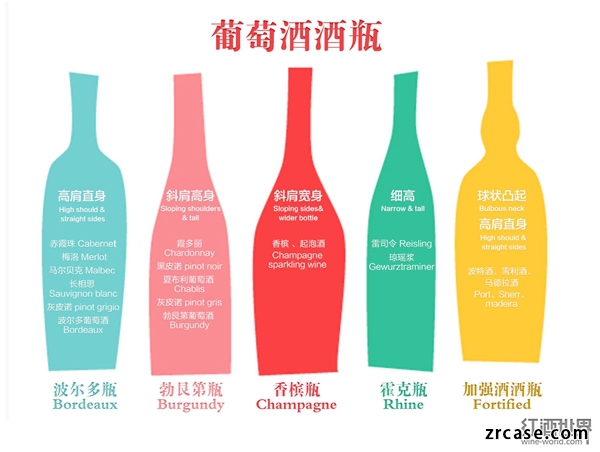 葡萄酒酒瓶
高肩直身
High should &
straight sides
赤霞珠 Cabernet
梅洛 Merlot
马尔贝克 Malbec
长相思
Sauvignon blanc
灰皮诺 pinot grigio
波尔多葡萄酒
Bordeaux
斜肩高身
Sloping shoulders
& tall
霞多丽
Chardonnay
黑皮诺 pinot noir
夏布利葡萄酒
Chablis
灰皮诺 pinot gris
勃艮第葡萄酒
Burgundy
斜肩宽身
Sloping sides&
wider bottle
香槟、起泡酒
Champagne
sparkling wine
细高
Narrow & tall
雷司令 Reisling
琼瑶浆
Gewurztraminer
球状凸起
Bulbous neck
高肩直身
High should &
straight sides
波特酒、雪利酒、
马德拉酒
Port、Sherr、
madeira
波尔多瓶
Bordeaux
勃艮第瓶
Burgundy
香槟瓶
Champagne
霍克瓶
Rhine
加强酒酒瓶
Fortified
红酒世界
wine-world.com
zrcase.com